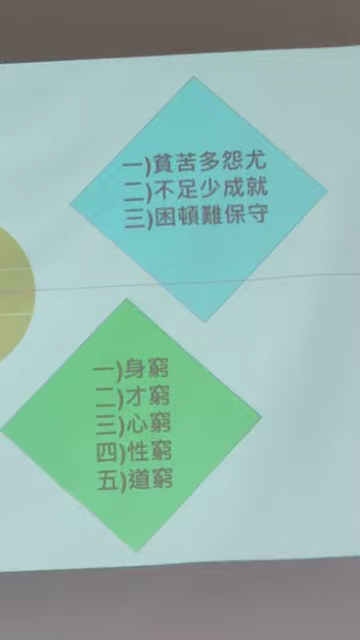 一)貧苦多怨尤
二)不足少成就
三)困頓難保守
一)身窮
二)才窮
三)心窮
四)性窮
五)道窮